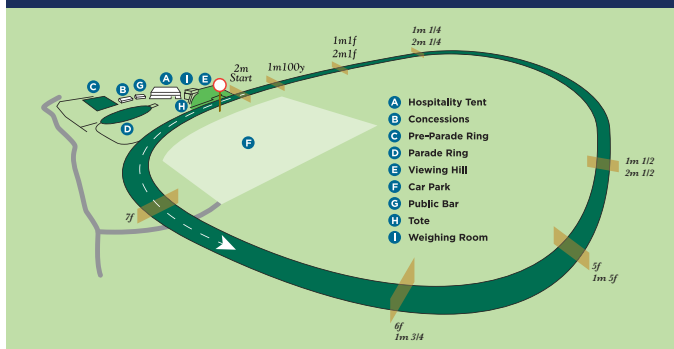 1m 1/4
2m 1/4
1m1f
2m1f
1m100y
2m
Start
A
I
E
C
B
G
H
D
F
7f
1m 1/2
2m 1/2
5f
1m 5f
6f
1m 3/4
A Hospitality Tent
B Concessions
C Pre-Parade Ring
D Parade Ring
E Viewing Hill
F Car Park
G Public Bar
H Tote
I Weighing Room